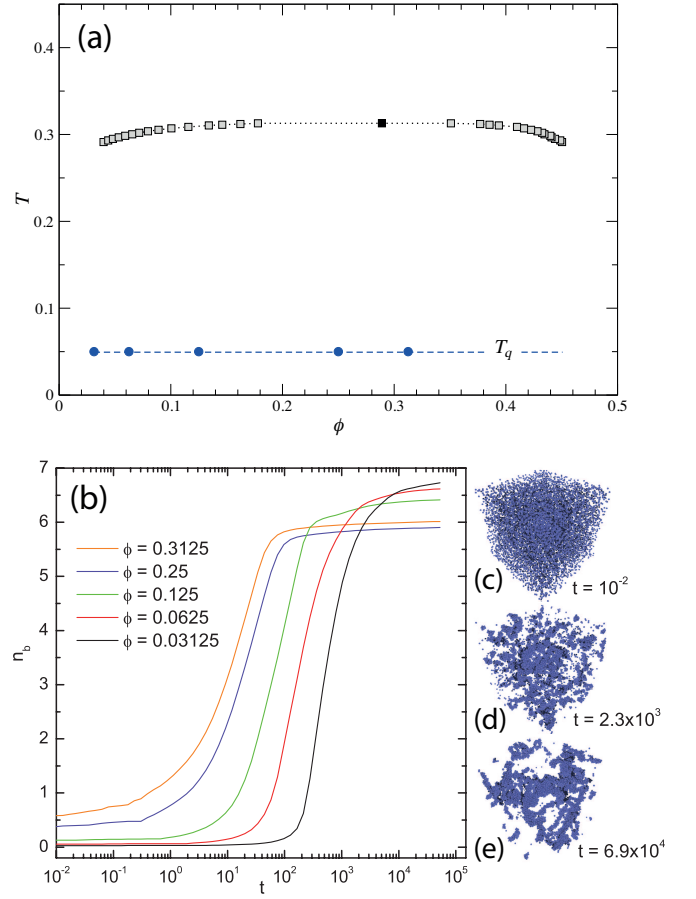 (a)
0.4
0.3
T
0.2
0.1
T_q
0
0 0.1 0.2 0.3 0.4 0.5
ϕ
(b)
7
6
5
4
3
2
1
0
n_b
ϕ = 0.3125
ϕ = 0.25
ϕ = 0.125
ϕ = 0.0625
ϕ = 0.03125
10^-2 10^-1 10^0 10^1 10^2 10^3 10^4 10^5
t
(c)
t = 10^-2
(d)
t = 2.3x10^3
(e)
t = 6.9x10^4